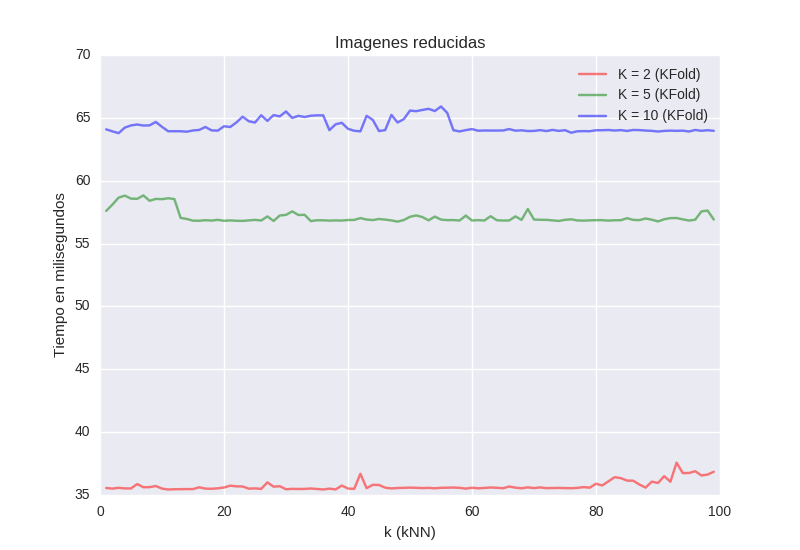 Imagenes reducidas
K = 2 (KFold)
K = 5 (KFold)
K = 10 (KFold)
Tiempo en milisegundos
70
65
60
55
50
45
40
35
0
20
40
60
80
100
k (kNN)